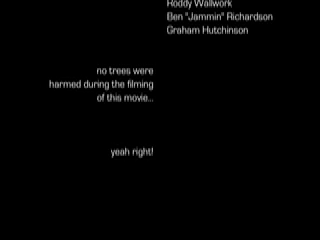 Roddy Wallwork
Ben "Jammin" Richardson
Graham Hutchinson
no trees were
harmed during the filming
of this movie...
yeah right!